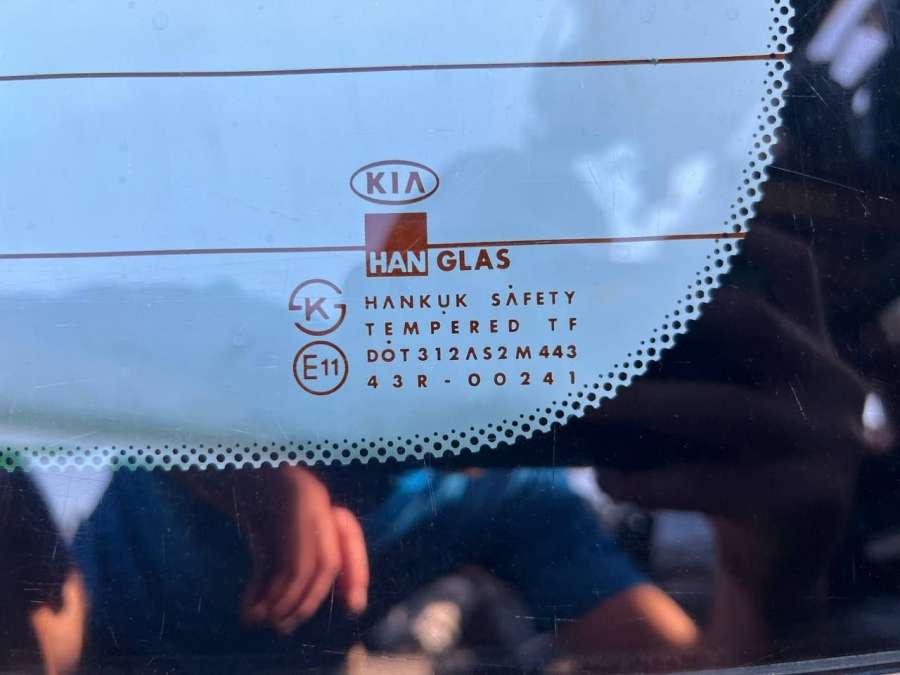 KIA
HAN GLAS
K
HANKUK SAFETY
TEMPERED TF
DOT312AS2M443
E11
43R-00241